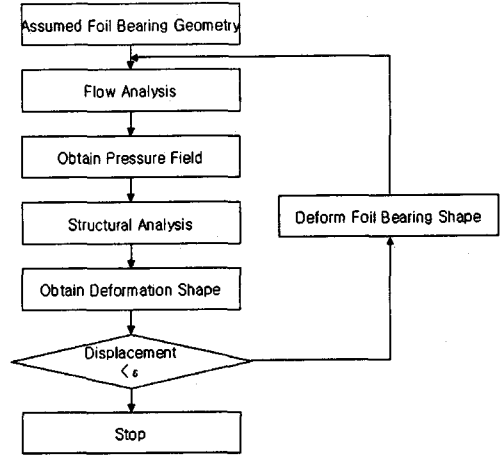 Assumed Foil Bearing Geometry
Flow Analysis
Obtain Pressure Field
Structural Analysis
Deform Foil Bearing Shape
Obtain Deformation Shape
Displacement
< ε
Stop